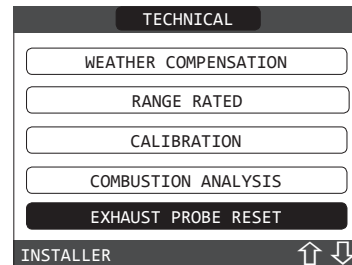 TECHNICAL
WEATHER COMPENSATION
RANGE RATED
CALIBRATION
COMBUSTION ANALYSIS
EXHAUST PROBE RESET
INSTALLER